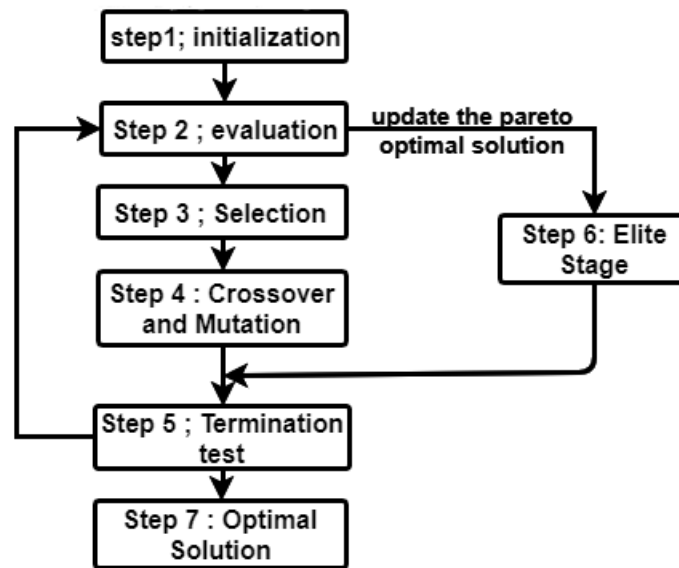 step1; initialization
Step 2 ; evaluation
update the pareto
optimal solution
Step 3 ; Selection
Step 6: Elite
Stage
Step 4 : Crossover
and Mutation
Step 5 ; Termination
test
Step 7 : Optimal
Solution